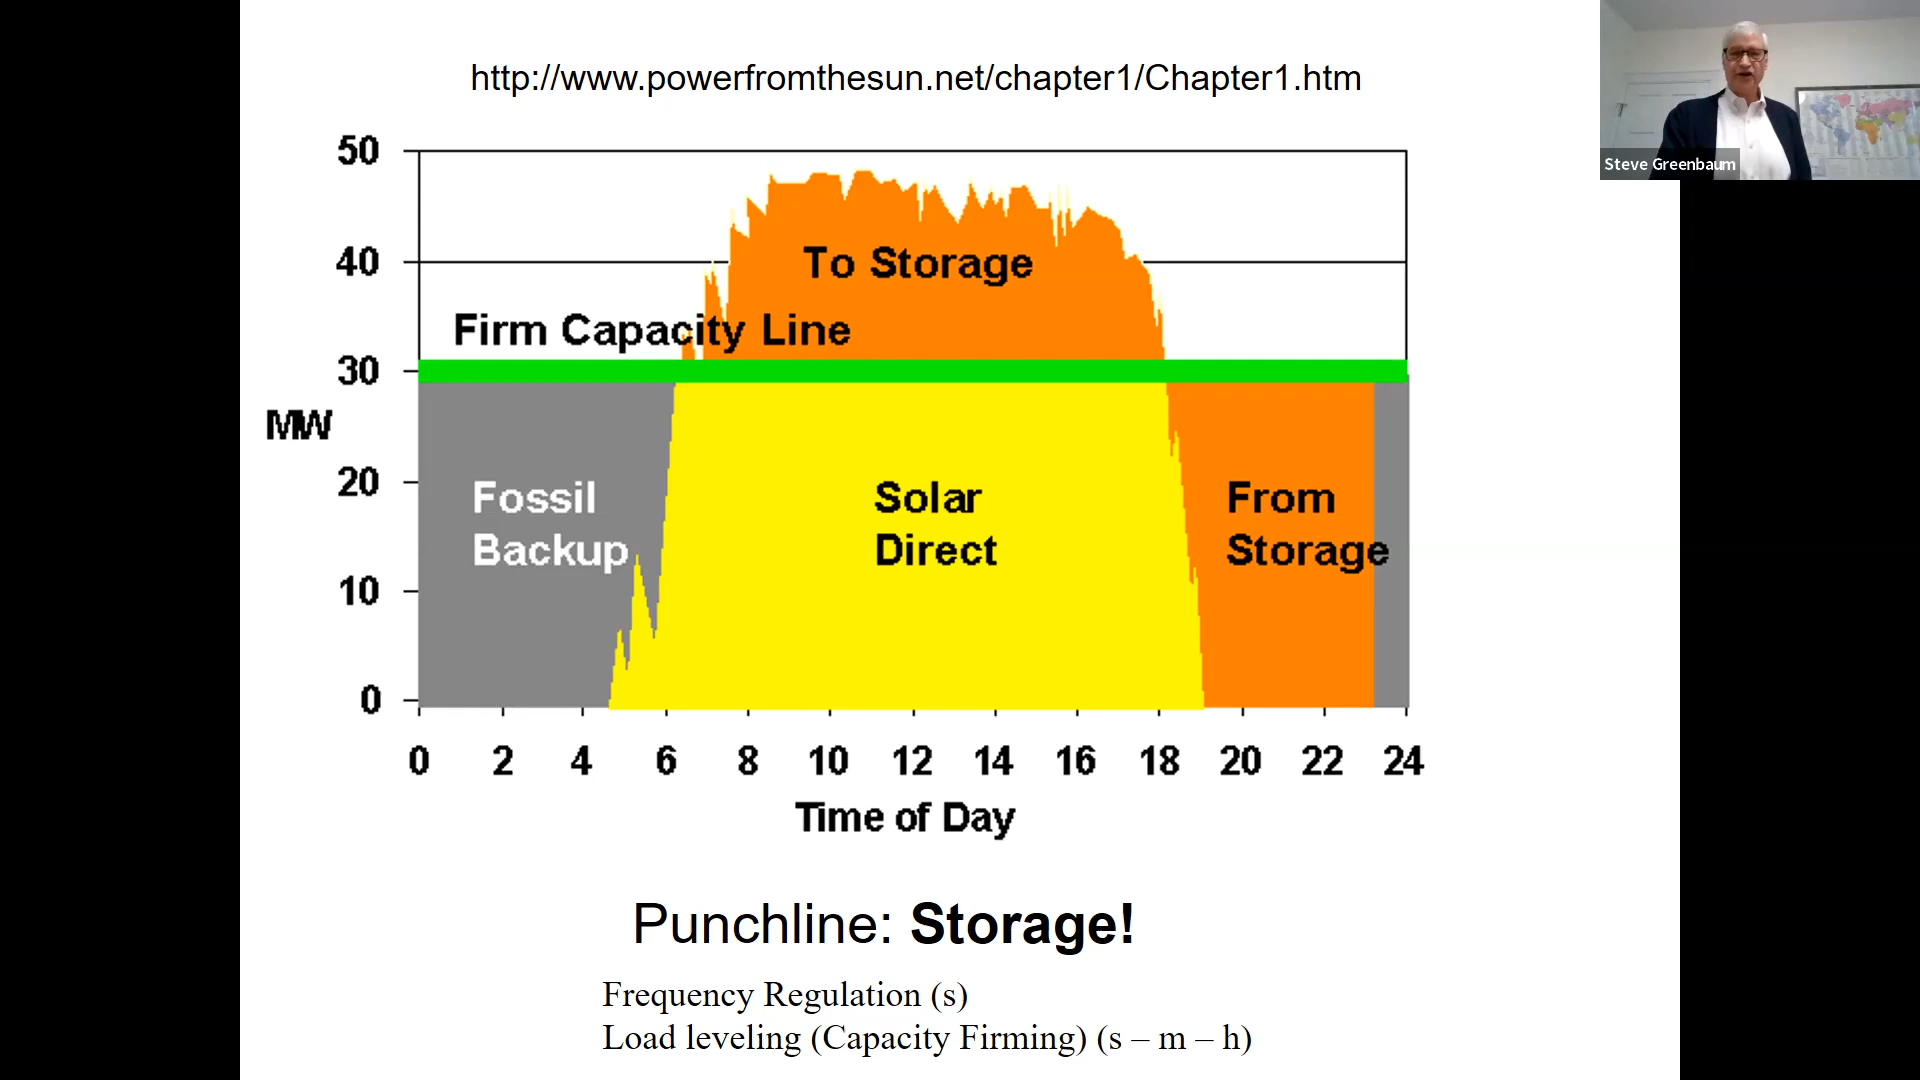 http://www.powerfromthesun.net/chapter1/Chapter1.htm
Steve Greenbaum
50
40
30
20
10
0
MW
To Storage
Firm Capacity Line
Fossil
Backup
Solar
Direct
From
Storage
0 2 4 6 8 10 12 14 16 18 20 22 24
Time of Day
Punchline: Storage!
Frequency Regulation (s)
Load leveling (Capacity Firming) (s – m – h)